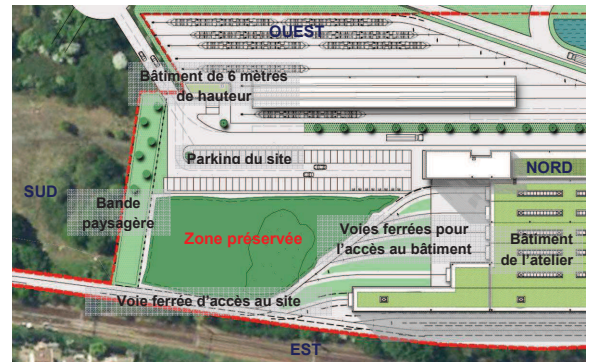 OUEST
Bâtiment de 6 mètres
de hauteur
Parking du site
NORD
SUD
Bande
paysagère
Zone préservée
Voies ferrées pour
l'accès au bâtiment
Bâtiment
de l'atelier
Voie ferrée d'accès au site
EST